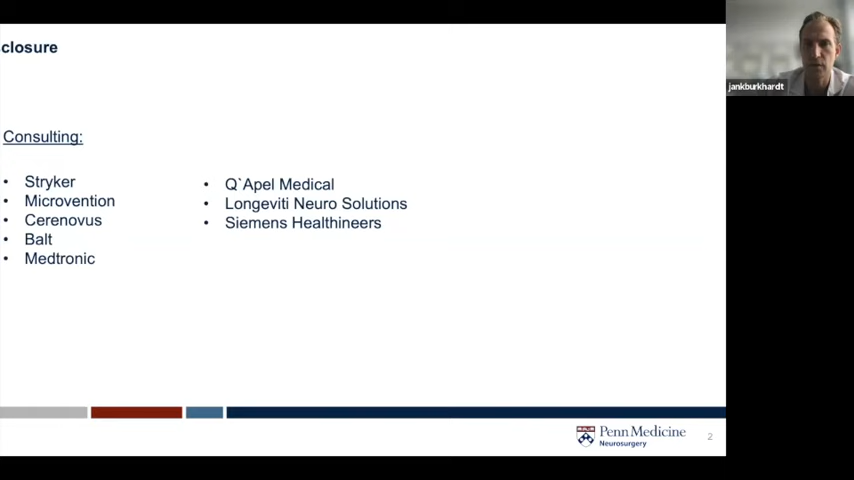 closure
Consulting:
• Stryker
• Microvention
• Cerenovus
• Balt
• Medtronic
• Q`Apel Medical
• Longeviti Neuro Solutions
• Siemens Healthineers
Penn Medicine
Neurosurgery
2
jankburkhardt